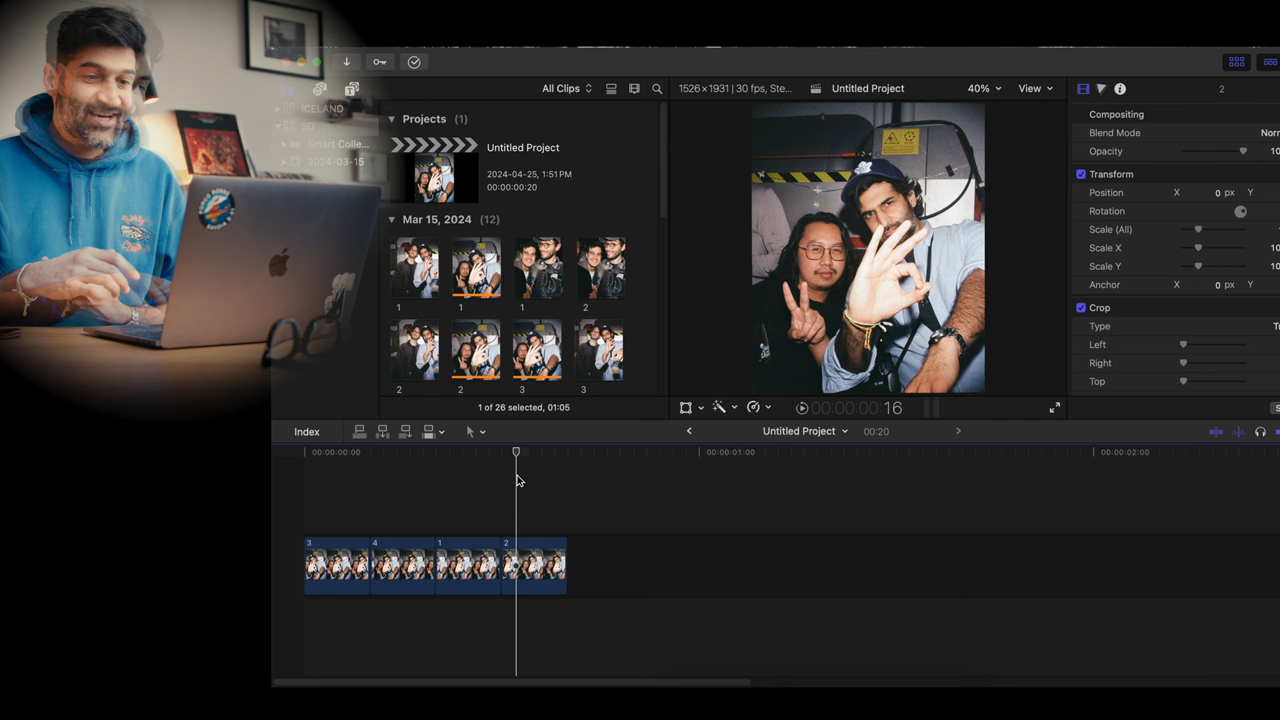 All Clips
1526×1931 | 30 fps, Ste...
Untitled Project
40%
View
2
ICELAND
3D
Smart Colle...
2024-03-15
Projects (1)
Untitled Project
2024-04-25, 1:51 PM
00:00:00:20
Mar 15, 2024 (12)
1
1
1
2
2
2
3
3
1 of 26 selected, 01:05
Compositing
Blend Mode
Nor
Opacity
10
Transform
Position X 0 px Y
Rotation
Scale (All)
Scale X
10
Scale Y
10
Anchor X 0 px Y
Crop
Type
Left
Right
Top
00:00:00:16
Index
Untitled Project
00:20
00:00:00:00
00:00:01:00
00:00:02:00
3
4
1
2